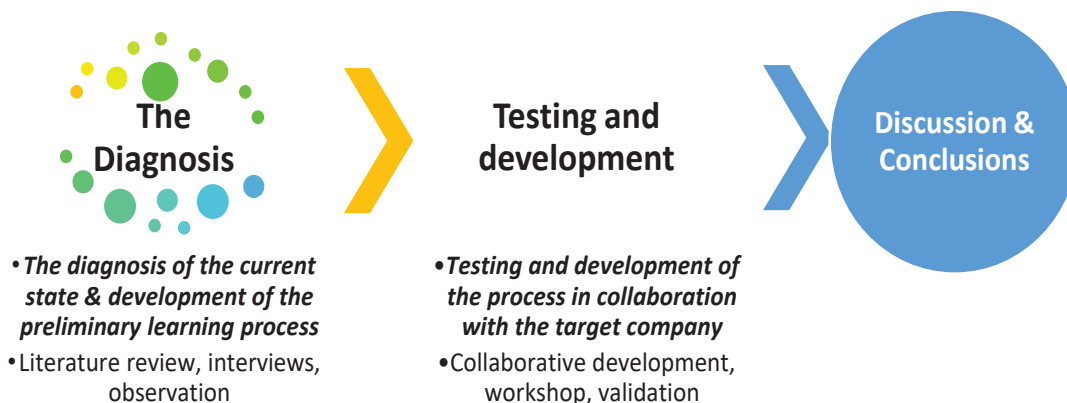 The
Diagnosis
• The diagnosis of the current
state & development of the
preliminary learning process
• Literature review, interviews,
observation
Testing and
development
• Testing and development of
the process in collaboration
with the target company
• Collaborative development,
workshop, validation
Discussion &
Conclusions